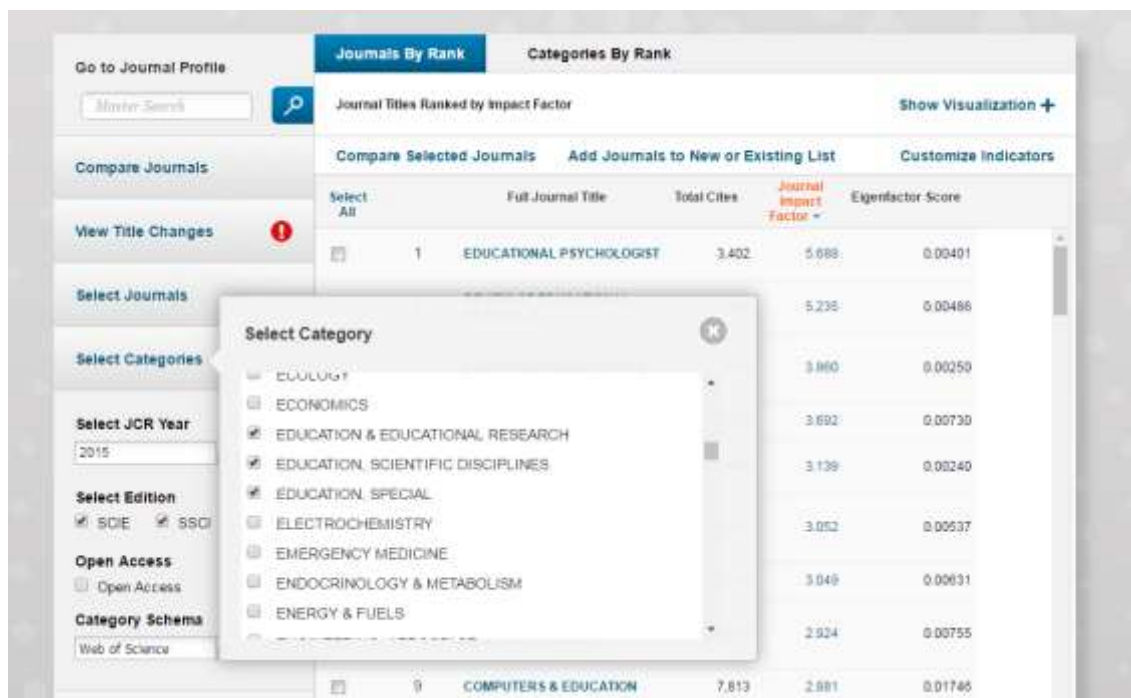 Go to Journal Profile
Master Search
Compare Journals
View Title Changes
Select Journals
Select Categories
Select JCR Year
2015
Select Edition
SCIE SSCI
Open Access
Open Access
Category Schema
Web of Science
Journals By Rank Categories By Rank
Journal Titles Ranked by Impact Factor Show Visualization +
Compare Selected Journals Add Journals to New or Existing List Customize Indicators
Select All Full Journal Title Total Cites Journal Impact Factor Eigenfactor Score
1 EDUCATIONAL PSYCHOLOGIST 3,402 5.688 0.00401
5.235 0.00486
3.860 0.00250
3.692 0.00730
3.139 0.00240
3.052 0.00537
3.049 0.00631
2.924 0.00755
9 COMPUTERS & EDUCATION 7,813 2.881 0.01746
Select Category
ECOLOGY
ECONOMICS
EDUCATION & EDUCATIONAL RESEARCH
EDUCATION, SCIENTIFIC DISCIPLINES
EDUCATION, SPECIAL
ELECTROCHEMISTRY
EMERGENCY MEDICINE
ENDOCRINOLOGY & METABOLISM
ENERGY & FUELS